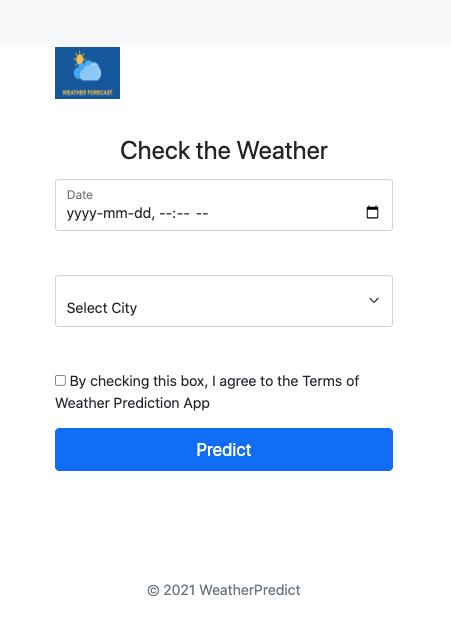 WEATHER FORECAST
Check the Weather
Date
yyyy-mm-dd, --:-- --
Select City
By checking this box, I agree to the Terms of
Weather Prediction App
Predict
© 2021 WeatherPredict